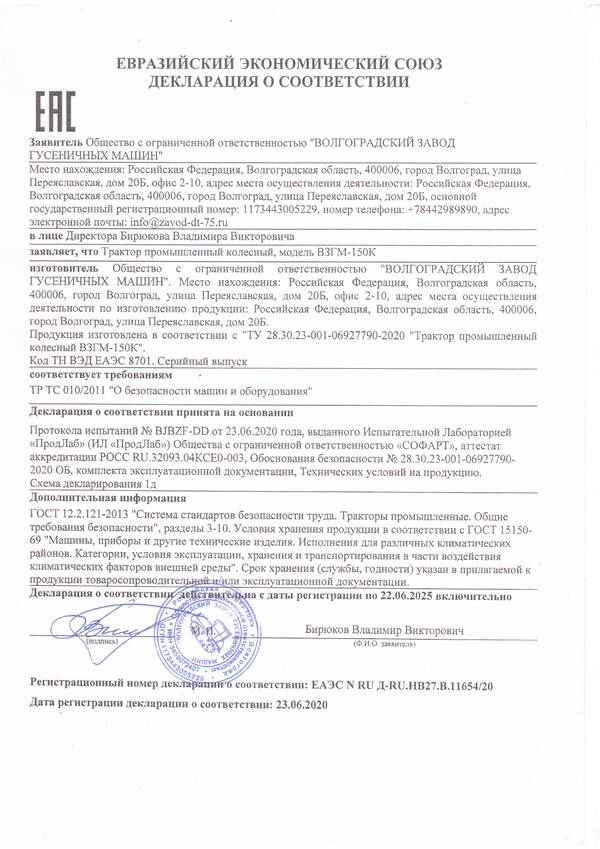 ЕВРАЗИЙСКИЙ ЭКОНОМИЧЕСКИЙ СОЮЗ
ДЕКЛАРАЦИЯ О СООТВЕТСТВИИ
ЕАС
Заявитель Общество с ограниченной ответственностью "ВОЛГОГРАДСКИЙ ЗАВОД
ГУСЕНИЧНЫХ МАШИН"
Место нахождения: Российская Федерация, Волгоградская область, 400006, город Волгоград, улица
Переяславская, дом 20Б, офис 2-10, адрес места осуществления деятельности: Российская Федерация.
Волгоградская область, 400006, город Волгоград, улица Переяславская, дом 20Б, основной
государственный регистрационный номер: 1173443005229, номер телефона: +78442989890, адрес
электронной почты: info@zavod-dt-75.ru
в лице Директора Бирюкова Владимира Викторовича
заявляет, что Трактор промышленный колесный, модель ВЗГМ-150К
изготовитель Общество с ограниченной ответственностью "ВОЛГОГРАДСКИЙ ЗАВОД
ГУСЕНИЧНЫХ МАШИН". Место нахождения: Российская Федерация, Волгоградская область,
400006, город Волгоград, улица Переяславская, дом 20Б, офис 2-10, адрес места осуществления
деятельности по изготовлению продукции: Российская Федерация, Волгоградская область, 400006,
город Волгоград, улица Переяславская, дом 20Б.
Продукция изготовлена в соответствии с "ТУ 28.30.23-001-06927790-2020 "Трактор промышленный
колесный ВЗГМ-150К".
Код ТН ВЭД ЕАЭС 8701. Серийный выпуск
соответствует требованиям
ТР ТС 010/2011 "О безопасности машин и оборудования"
Декларация о соответствии принята на основании
Протокола испытаний № BJBZF-DD от 23.06.2020 года, выданного Испытательной Лабораторией
«ПродЛаб» (ИЛ «ПродЛаб») Общества с ограниченной ответственностью «СОФАРТ», аттестат
аккредитации РОСС RU.32093.04КСЕ0-003, Обоснования безопасности № 28.30.23-001-06927790-
2020 ОБ, комплекта эксплуатационной документации, Технических условий на продукцию.
Схема декларирования 1д
Дополнительная информация
ГОСТ 12.2.121-2013 "Система стандартов безопасности труда. Тракторы промышленные. Общие
требования безопасности", разделы 3-10. Условия хранения продукции в соответствии с ГОСТ 15150-
69 "Машины, приборы и другие технические изделия. Исполнения для различных климатических
районов. Категории, условия эксплуатации, хранения и транспортирования в части воздействия
климатических факторов внешней среды". Срок хранения (службы, годности) указан в прилагаемой к
продукции товаросопроводительной и/или эксплуатационной документации.
Декларация о соответствии действительна с даты регистрации по 22.06.2025 включительно
М.П.
Бирюков Владимир Викторович
(подпись)
(Ф.И.О. заявителя)
Регистрационный номер декларации о соответствии: ЕАЭС N RU Д-RU.НВ27.В.11654/20
Дата регистрации декларации о соответствии: 23.06.2020